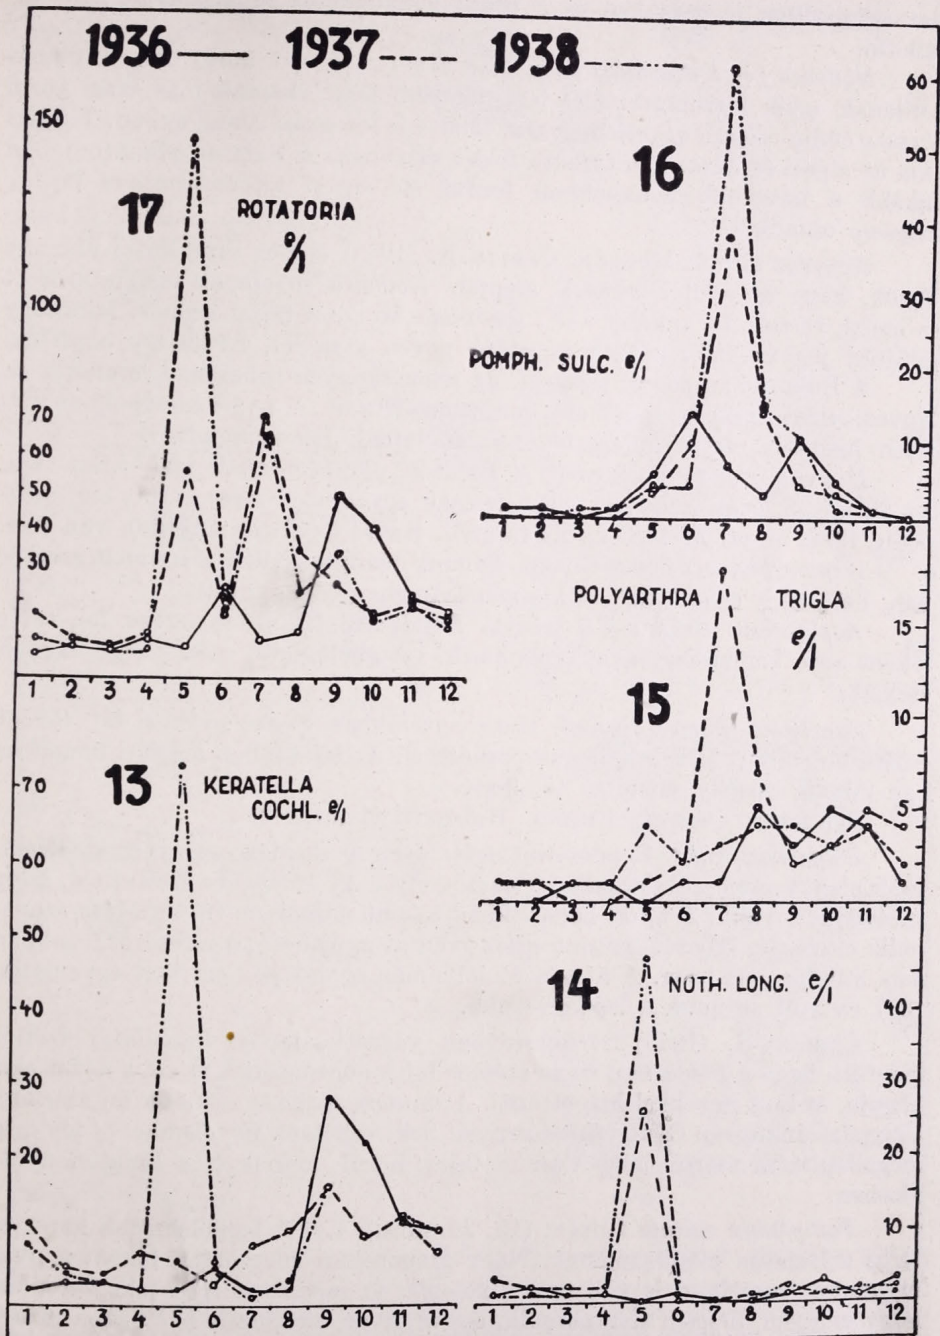 1936 1937 1938
150
100
70
60
50
40
30
17
ROTATORIA
e/l
1 2 3 4 5 6 7 8 9 10 11 12
60
50
40
30
20
10
16
POMPH. SULC. e/l
1 2 3 4 5 6 7 8 9 10 11 12
POLYARTHRA TRIGLA
e/l
15
15
10
5
1 2 3 4 5 6 7 8 9 10 11 12
13
KERATELLA
COCHL. e/l
70
60
50
40
30
20
1 2 3 4 5 6 7 8 9 10 11 12
14
NOTH. LONG. e/l
40
30
20
10
1 2 3 4 5 6 7 8 9 10 11 12